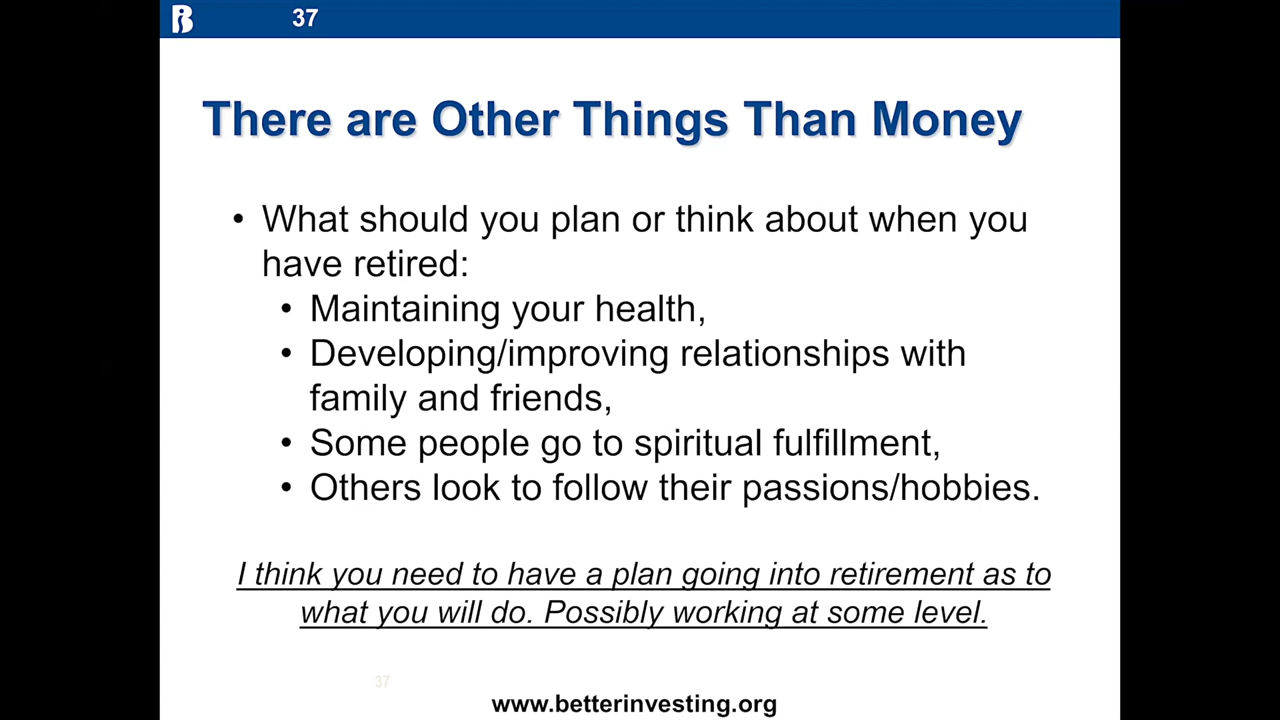 37
There are Other Things Than Money
• What should you plan or think about when you
have retired:
• Maintaining your health,
• Developing/improving relationships with
family and friends,
• Some people go to spiritual fulfillment,
• Others look to follow their passions/hobbies.
I think you need to have a plan going into retirement as to
what you will do. Possibly working at some level.
37
www.betterinvesting.org